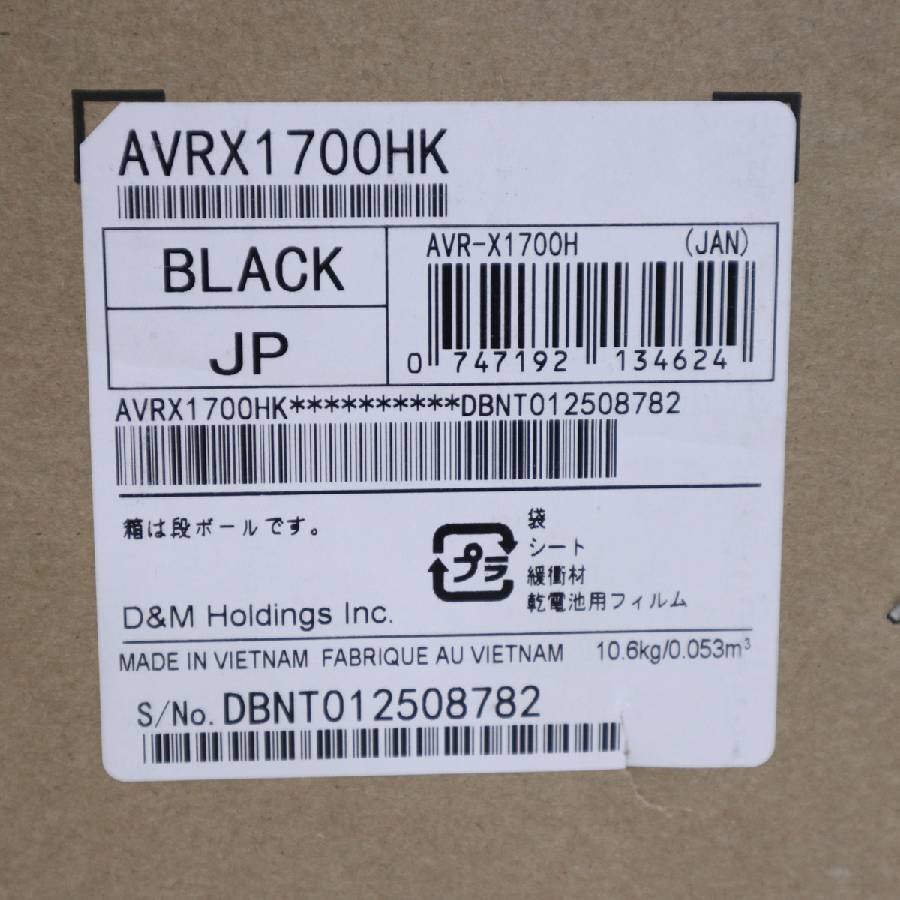 AVRX1700HK
BLACK
JP
AVR-X1700H (JAN)
0 747192 134624
AVRX1700HK**********DBNT012508782
箱は段ボールです。
プラ
袋
シート
緩衝材
乾電池用フィルム
D&M Holdings Inc.
MADE IN VIETNAM FABRIQUE AU VIETNAM 10.6kg/0.053m³
S/No. DBNT012508782